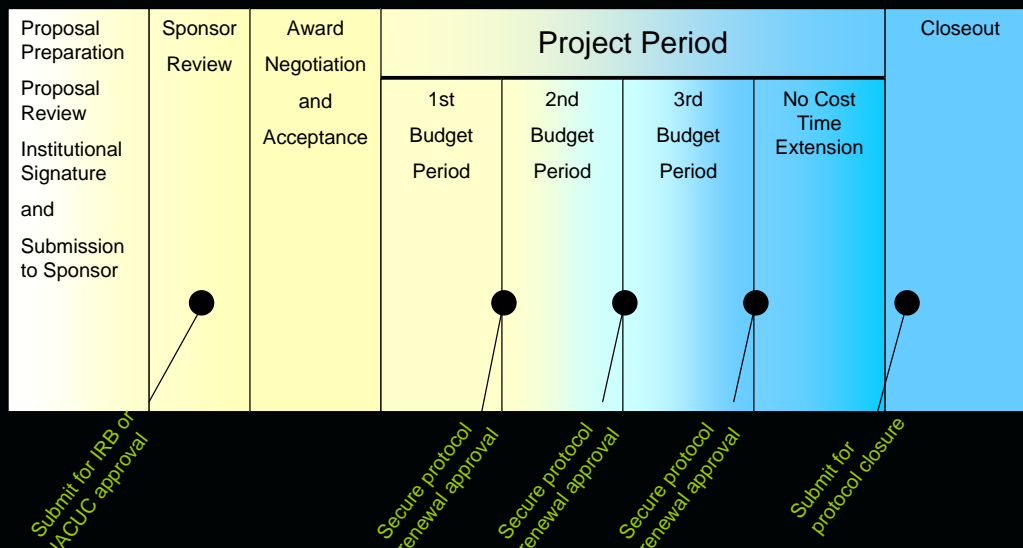 Proposal
Preparation
Proposal
Review
Institutional
Signature
and
Submission
to Sponsor
Sponsor
Review
Award
Negotiation
and
Acceptance
Project Period
1st
Budget
Period
2nd
Budget
Period
3rd
Budget
Period
No Cost
Time
Extension
Closeout
Submit for IRB or
IACUC approval
Secure protocol
renewal approval
Secure protocol
renewal approval
Secure protocol
renewal approval
Submit for
protocol closure